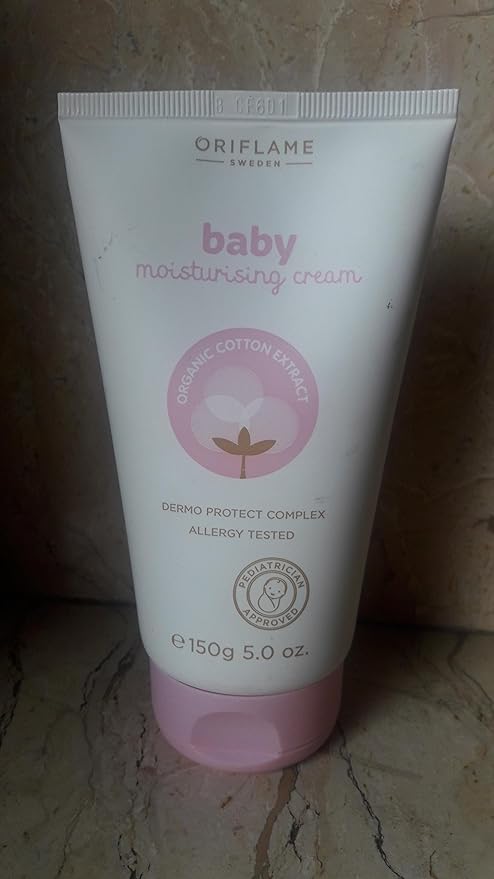 B CF601
ORIFLAME
SWEDEN
baby
moisturising cream
ORGANIC COTTON EXTRACT
DERMO PROTECT COMPLEX
ALLERGY TESTED
PEDIATRICIAN
APPROVED
e 150g 5.0 oz.